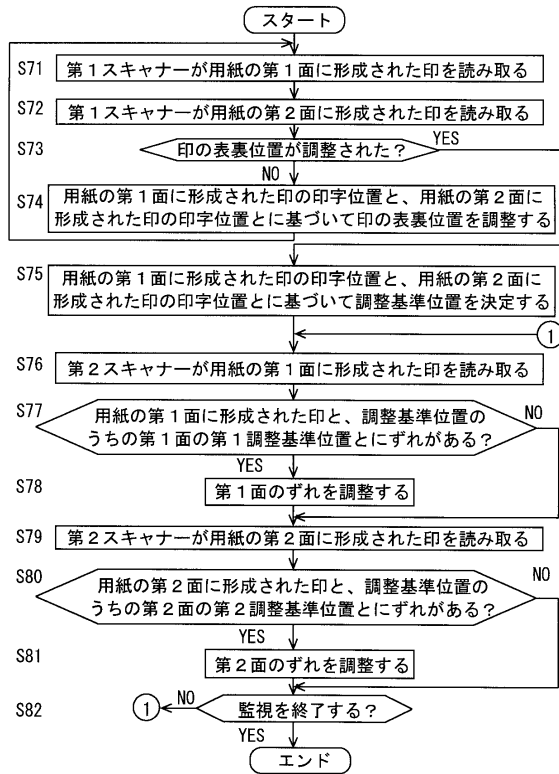 スタート
S71
第1スキャナーが用紙の第1面に形成された印を読み取る
S72
第1スキャナーが用紙の第2面に形成された印を読み取る
S73
印の表裏位置が調整された?
YES
NO
S74
用紙の第1面に形成された印の印字位置と、用紙の第2面に
形成された印の印字位置とに基づいて印の表裏位置を調整する
S75
用紙の第1面に形成された印の印字位置と、用紙の第2面に
形成された印の印字位置とに基づいて調整基準位置を決定する
1
S76
第2スキャナーが用紙の第1面に形成された印を読み取る
S77
用紙の第1面に形成された印と、調整基準位置の
うちの第1面の第1調整基準位置とにずれがある?
NO
YES
S78
第1面のずれを調整する
S79
第2スキャナーが用紙の第2面に形成された印を読み取る
S80
用紙の第2面に形成された印と、調整基準位置の
うちの第2面の第2調整基準位置とにずれがある?
NO
YES
S81
第2面のずれを調整する
S82
1
NO
監視を終了する?
YES
エンド